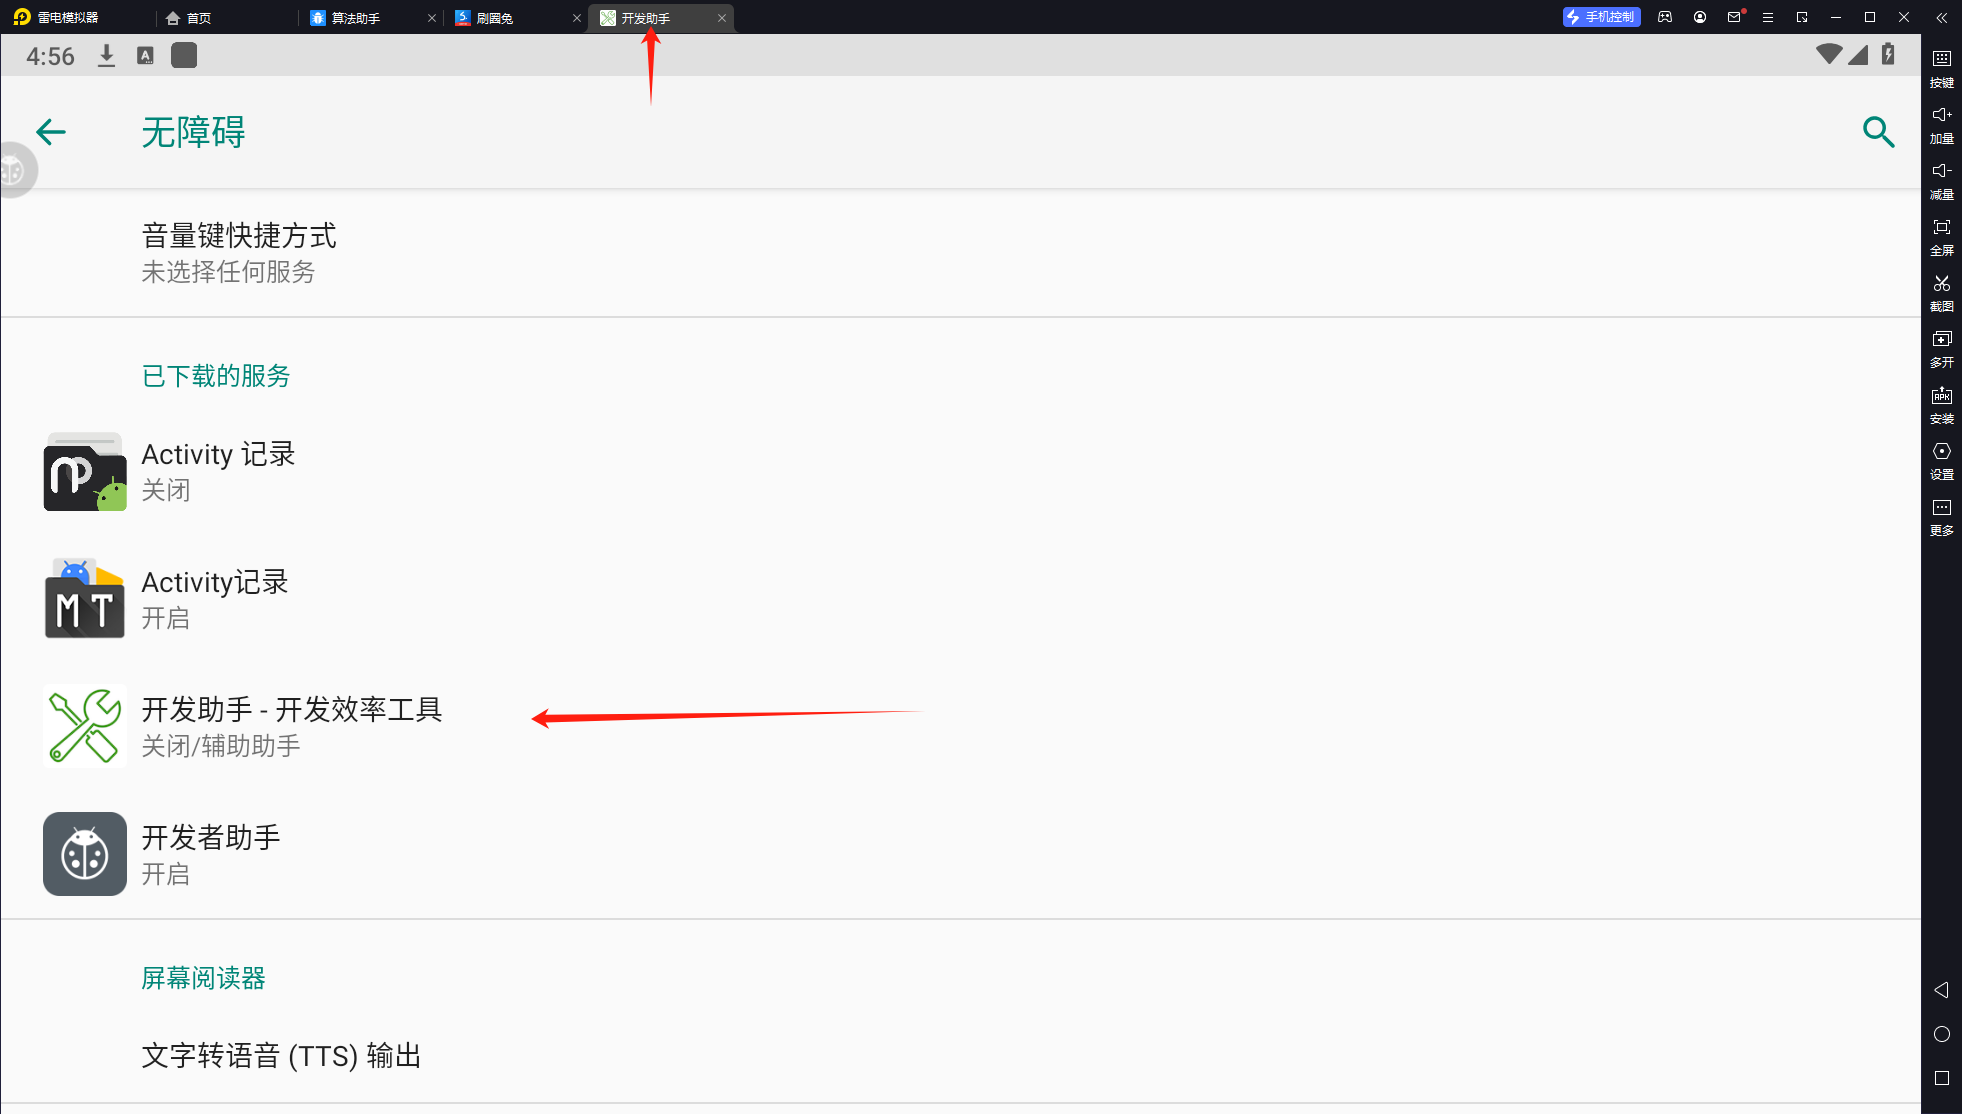 雷电模拟器
首页
算法助手
刷圈兔
开发助手
手机控制
4:56
A
无障碍
音量键快捷方式
未选择任何服务
已下载的服务
Activity 记录
关闭
MT
Activity记录
开启
开发助手 - 开发效率工具
关闭/辅助助手
开发者助手
开启
屏幕阅读器
文字转语音 (TTS) 输出
按键
加量
减量
全屏
截图
多开
APK
安装
设置
更多